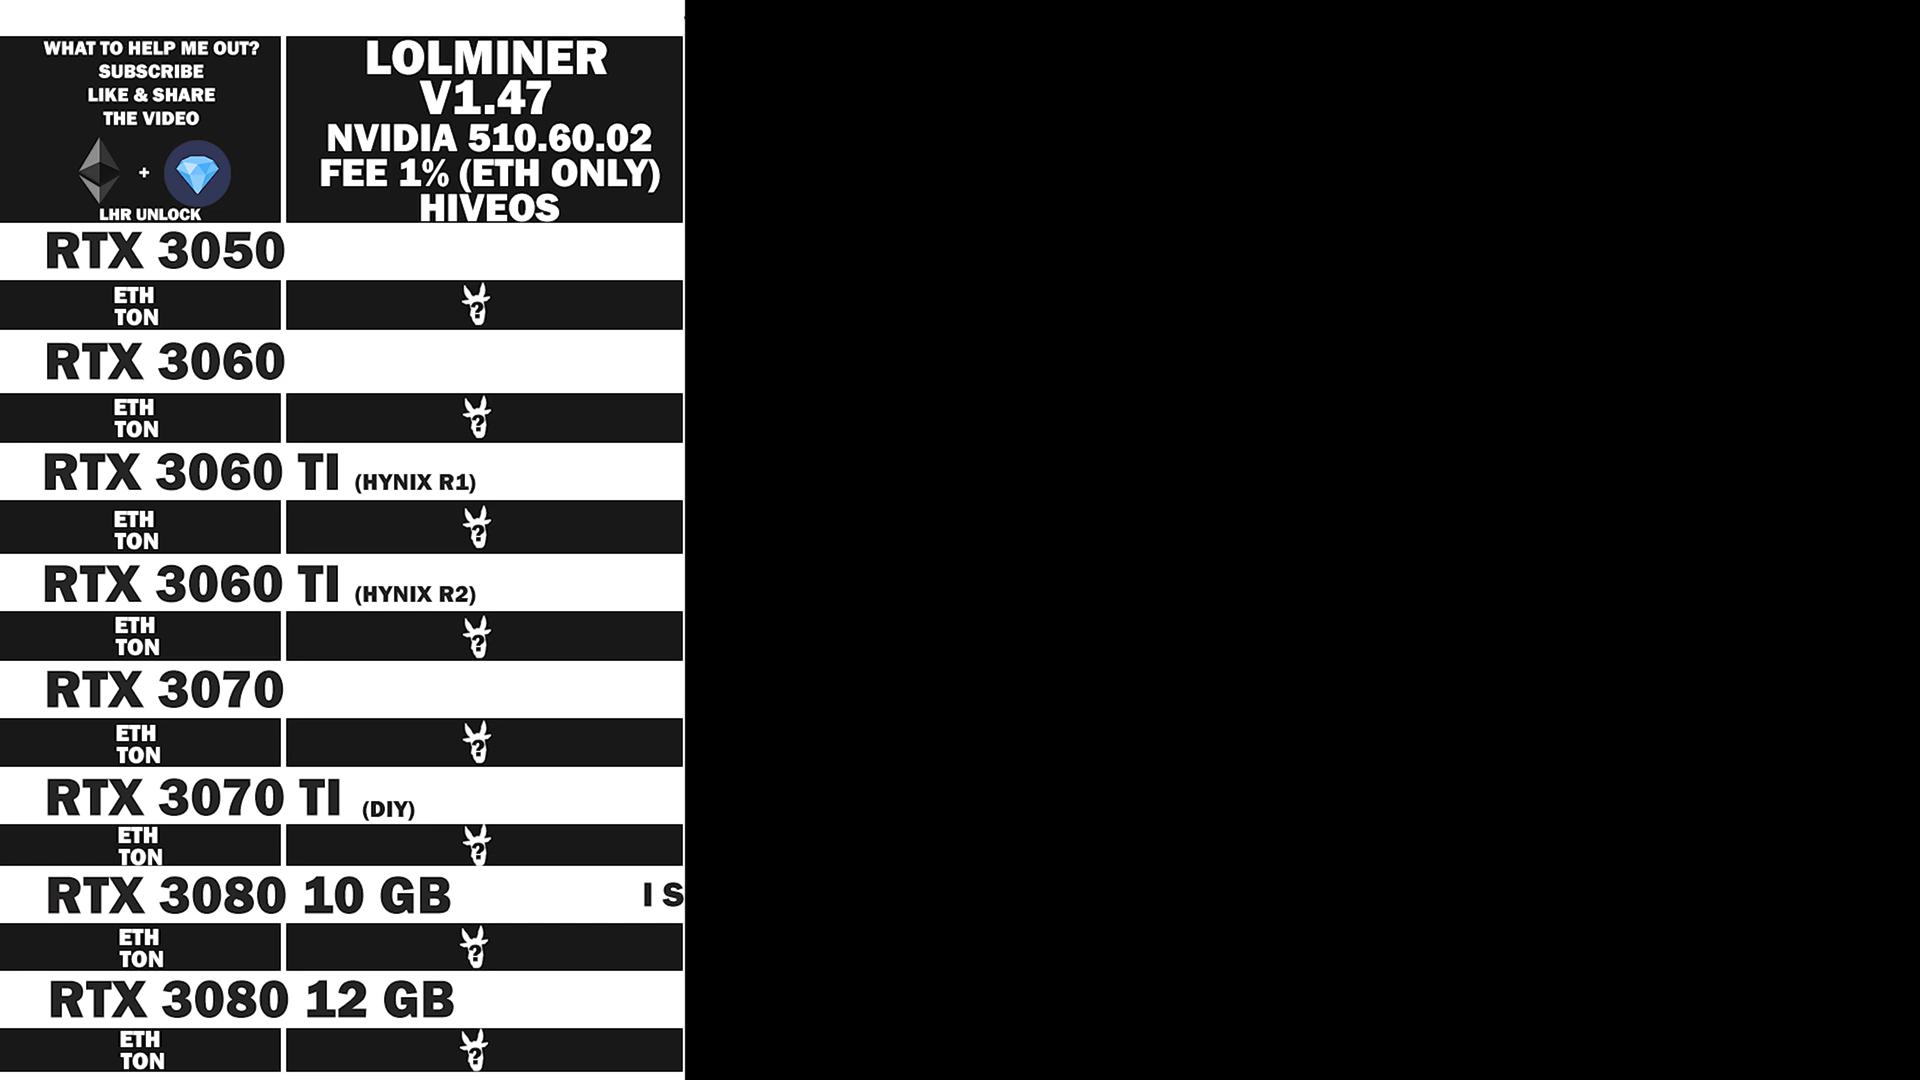 WHAT TO HELP ME OUT?
SUBSCRIBE
LIKE & SHARE
THE VIDEO
+
LHR UNLOCK
LOLMINER
V1.47
NVIDIA 510.60.02
FEE 1% (ETH ONLY)
HIVEOS
RTX 3050
ETH
TON
?
RTX 3060
ETH
TON
?
RTX 3060 TI (HYNIX R1)
ETH
TON
?
RTX 3060 TI (HYNIX R2)
ETH
TON
?
RTX 3070
ETH
TON
?
RTX 3070 TI (DIY)
ETH
TON
?
RTX 3080 10 GB I S
ETH
TON
?
RTX 3080 12 GB
ETH
TON
?